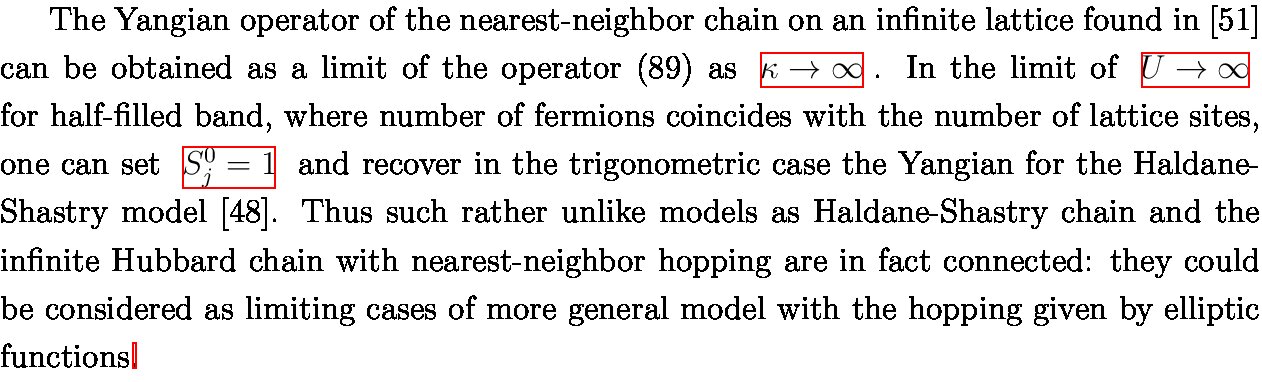 The Yangian operator of the nearest-neighbor chain on an infinite lattice found in [51]
can be obtained as a limit of the operator (89) as κ → ∞ . In the limit of U → ∞
for half-filled band, where number of fermions coincides with the number of lattice sites,
one can set S_j^0 = 1 and recover in the trigonometric case the Yangian for the Haldane-
Shastry model [48]. Thus such rather unlike models as Haldane-Shastry chain and the
infinite Hubbard chain with nearest-neighbor hopping are in fact connected: they could
be considered as limiting cases of more general model with the hopping given by elliptic
functions.